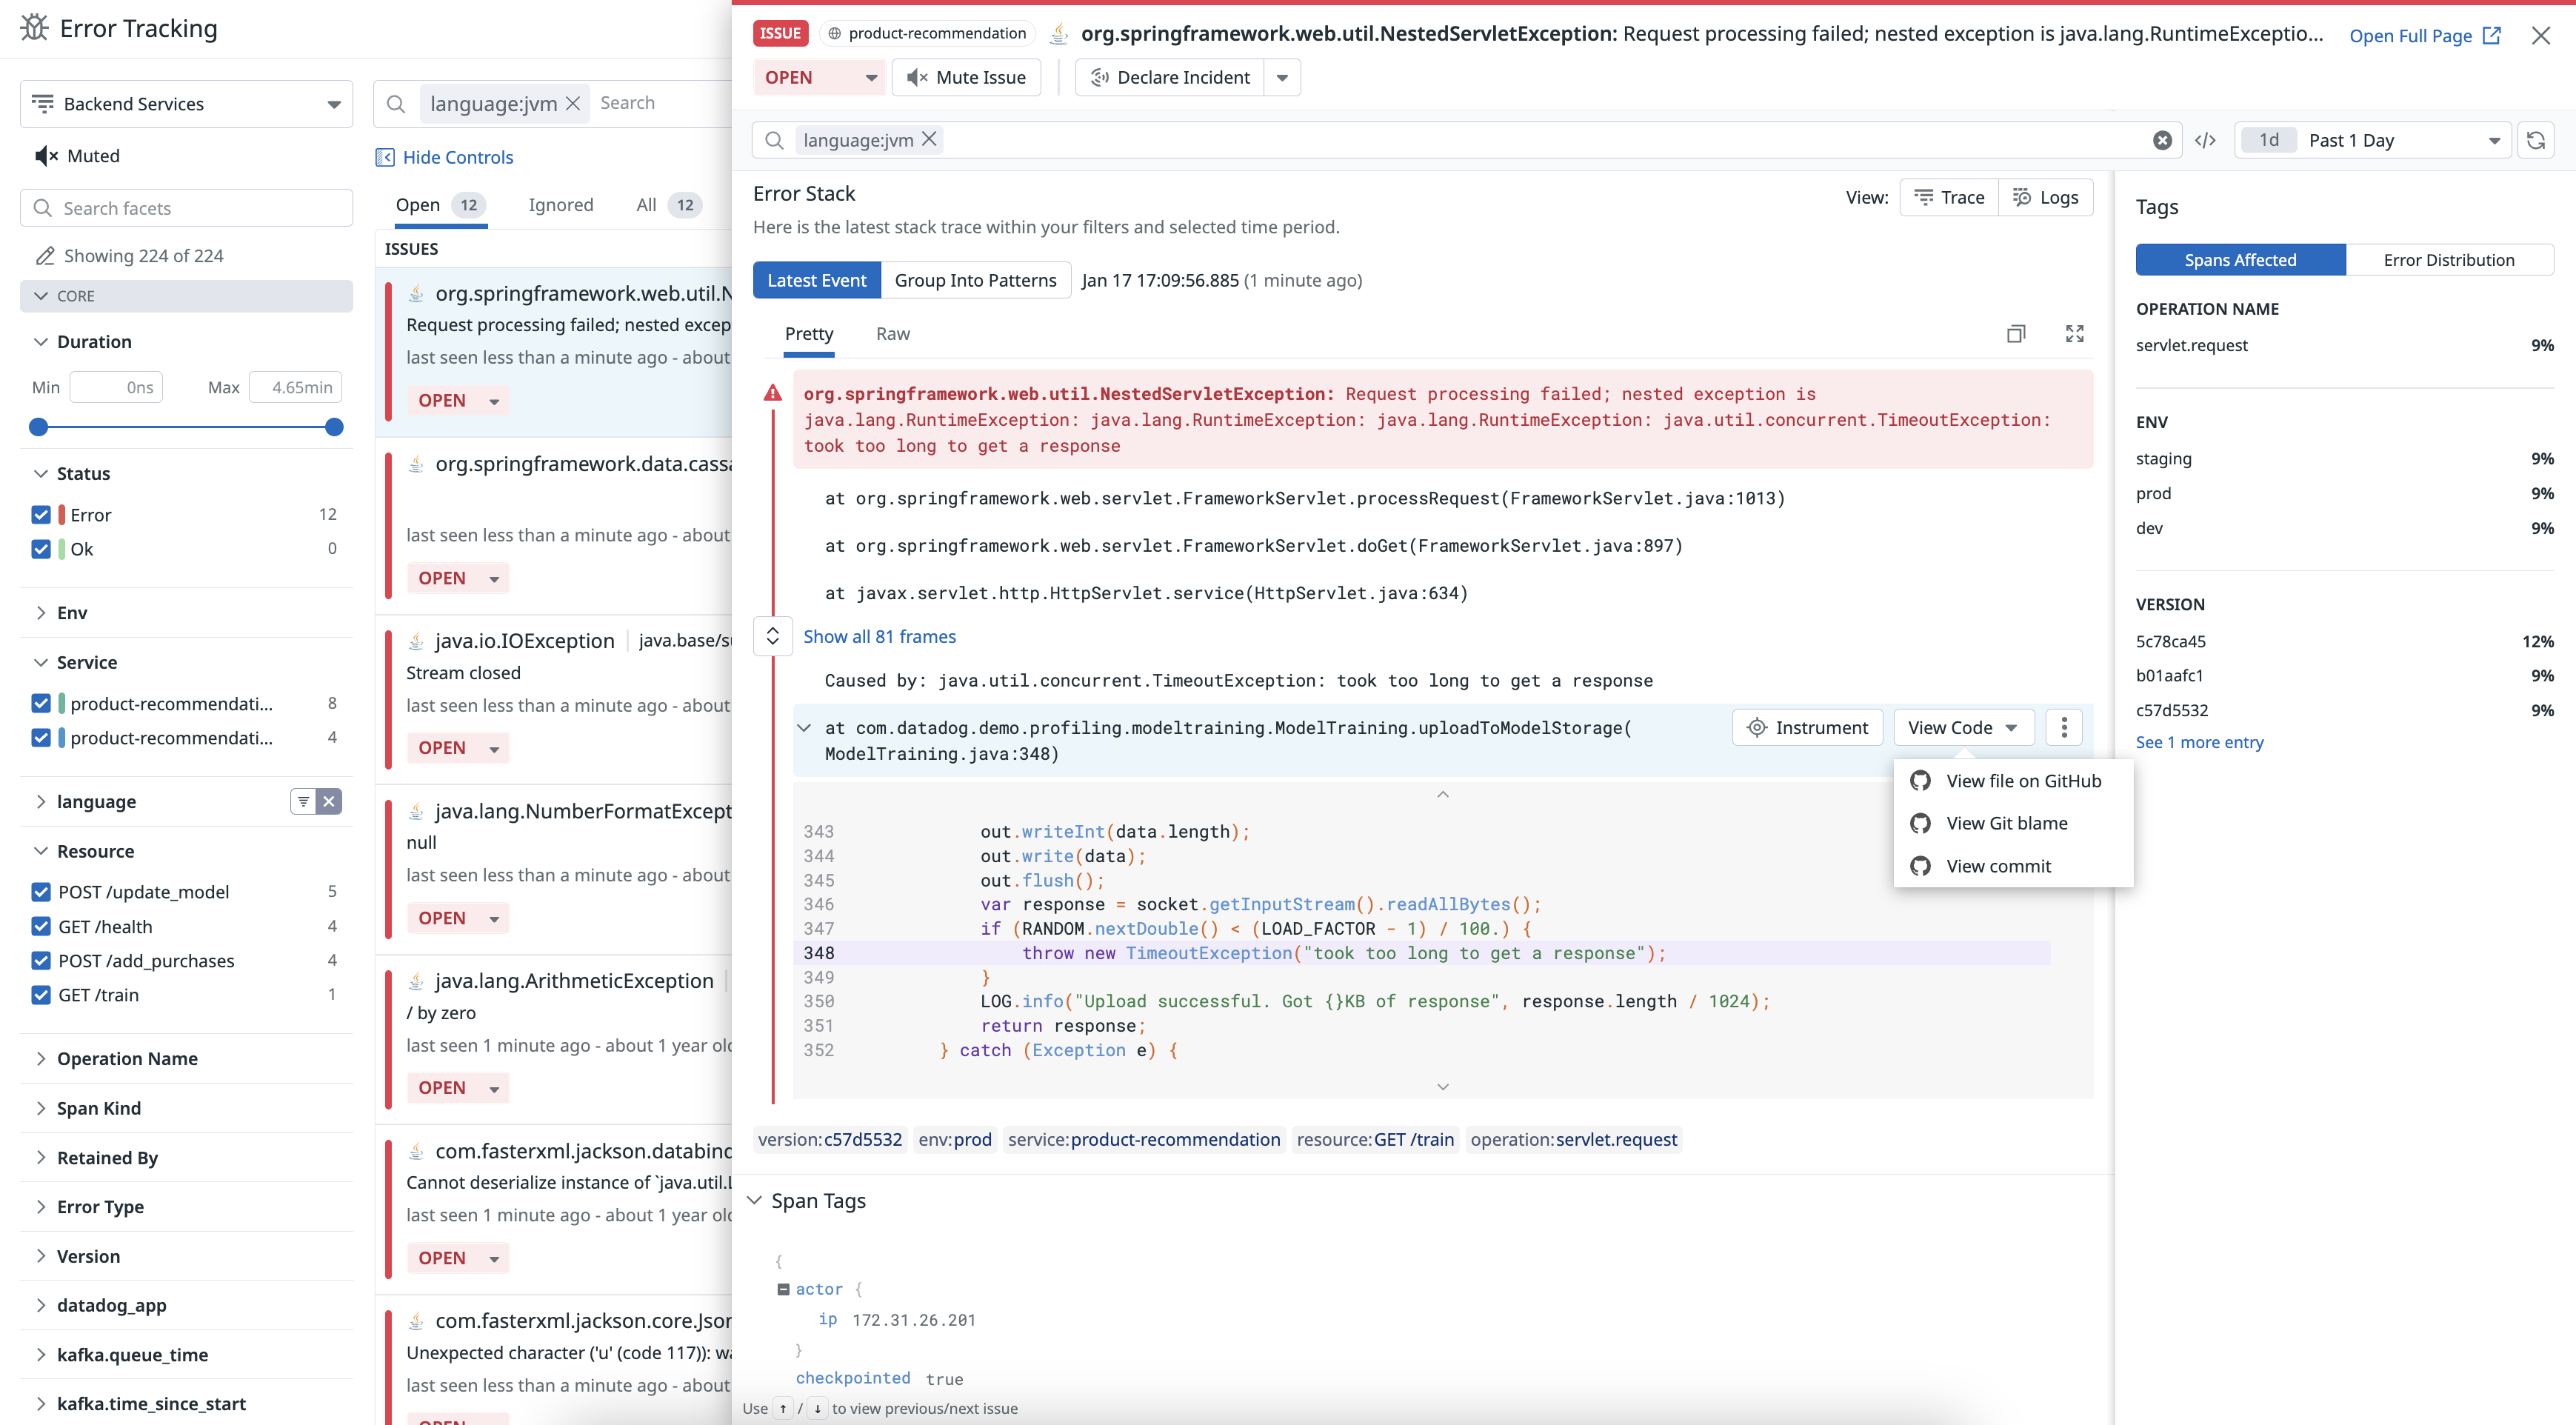 Error Tracking
Backend Services
Muted
Search facets
Showing 224 of 224
CORE
Duration
Min 0ns Max 4.65min
Status
Error 12
Ok 0
Env
Service
product-recommendati... 8
product-recommendati... 4
language
Resource
POST /update_model 5
GET /health 4
POST /add_purchases 4
GET /train 1
Operation Name
Span Kind
Retained By
Error Type
Version
datadog_app
kafka.queue_time
kafka.time_since_start
language:jvm Search
Hide Controls
Open 12 Ignored All 12
ISSUES
org.springframework.web.util.N
Request processing failed; nested excep
last seen less than a minute ago - about
OPEN
org.springframework.data.cass
last seen less than a minute ago - about
OPEN
java.io.IOException java.base/s
Stream closed
last seen less than a minute ago - about
OPEN
java.lang.NumberFormatExcept
null
last seen less than a minute ago - about
OPEN
java.lang.ArithmeticException
/ by zero
last seen 1 minute ago - about 1 year old
OPEN
com.fasterxml.jackson.databind
Cannot deserialize instance of `java.util.L
last seen 1 minute ago - about 1 year old
OPEN
com.fasterxml.jackson.core.Json
Unexpected character ('u' (code 117)): wa
last seen less than a minute ago - about
OPEN
ISSUE product-recommendation org.springframework.web.util.NestedServletException: Request processing failed; nested exception is java.lang.RuntimeExceptio... Open Full Page
OPEN Mute Issue Declare Incident
language:jvm </> 1d Past 1 Day
Error Stack
View: Trace Logs
Here is the latest stack trace within your filters and selected time period.
Latest Event Group Into Patterns Jan 17 17:09:56.885 (1 minute ago)
Pretty Raw
org.springframework.web.util.NestedServletException: Request processing failed; nested exception is
java.lang.RuntimeException: java.lang.RuntimeException: java.lang.RuntimeException: java.util.concurrent.TimeoutException:
took too long to get a response
at org.springframework.web.servlet.FrameworkServlet.processRequest(FrameworkServlet.java:1013)
at org.springframework.web.servlet.FrameworkServlet.doGet(FrameworkServlet.java:897)
at javax.servlet.http.HttpServlet.service(HttpServlet.java:634)
Show all 81 frames
Caused by: java.util.concurrent.TimeoutException: took too long to get a response
at com.datadog.demo.profiling.modeltraining.ModelTraining.uploadToModelStorage(
ModelTraining.java:348)
Instrument View Code
View file on GitHub
View Git blame
View commit
343 out.writeInt(data.length);
344 out.write(data);
345 out.flush();
346 var response = socket.getInputStream().readAllBytes();
347 if (RANDOM.nextDouble() < (LOAD_FACTOR - 1) / 100.) {
348 throw new TimeoutException("took too long to get a response");
349 }
350 LOG.info("Upload successful. Got {}KB of response", response.length / 1024);
351 return response;
352 } catch (Exception e) {
version:c57d5532 env:prod service:product-recommendation resource:GET /train operation:servlet.request
Span Tags
{
actor {
ip 172.31.26.201
}
checkpointed true
Use ↑ / ↓ to view previous/next issue
Tags
Spans Affected Error Distribution
OPERATION NAME
servlet.request 9%
ENV
staging 9%
prod 9%
dev 9%
VERSION
5c78ca45 12%
b01aafc1 9%
c57d5532 9%
See 1 more entry